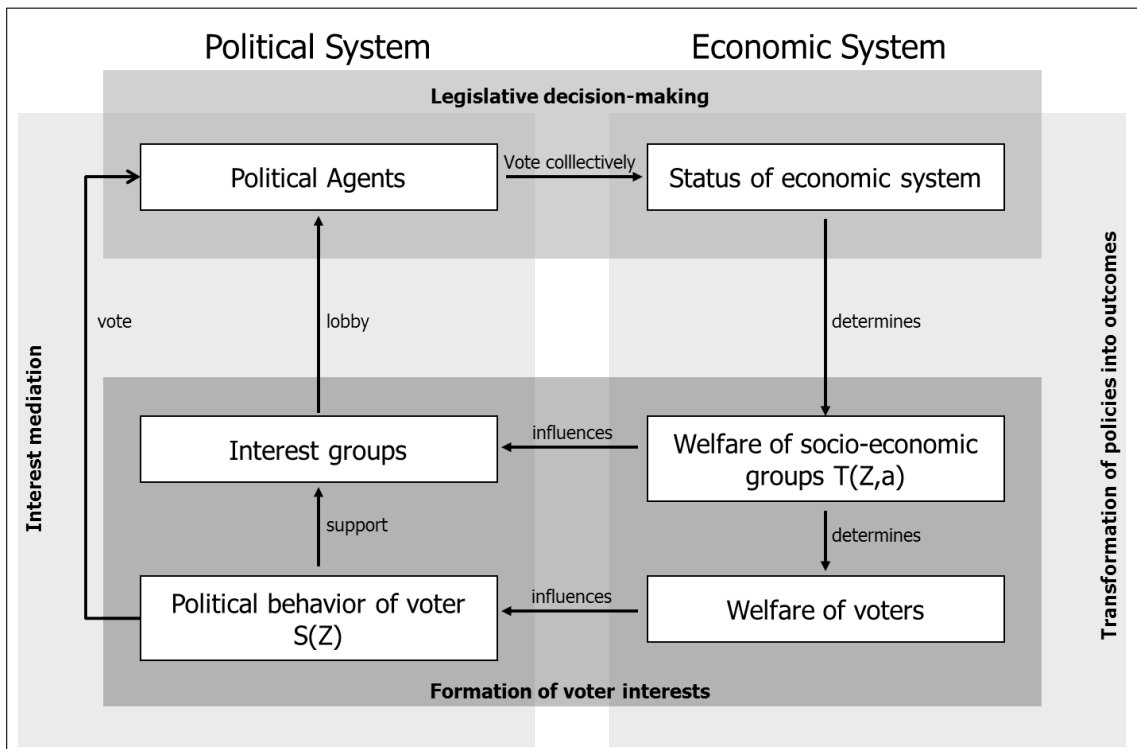 Political System
Economic System
Legislative decision-making
Political Agents
Vote colllectively
Status of economic system
vote
lobby
determines
Interest mediation
Transformation of policies into outcomes
Interest groups
influences
Welfare of socio-economic
groups T(Z,a)
support
determines
Political behavior of voter
S(Z)
influences
Welfare of voters
Formation of voter interests